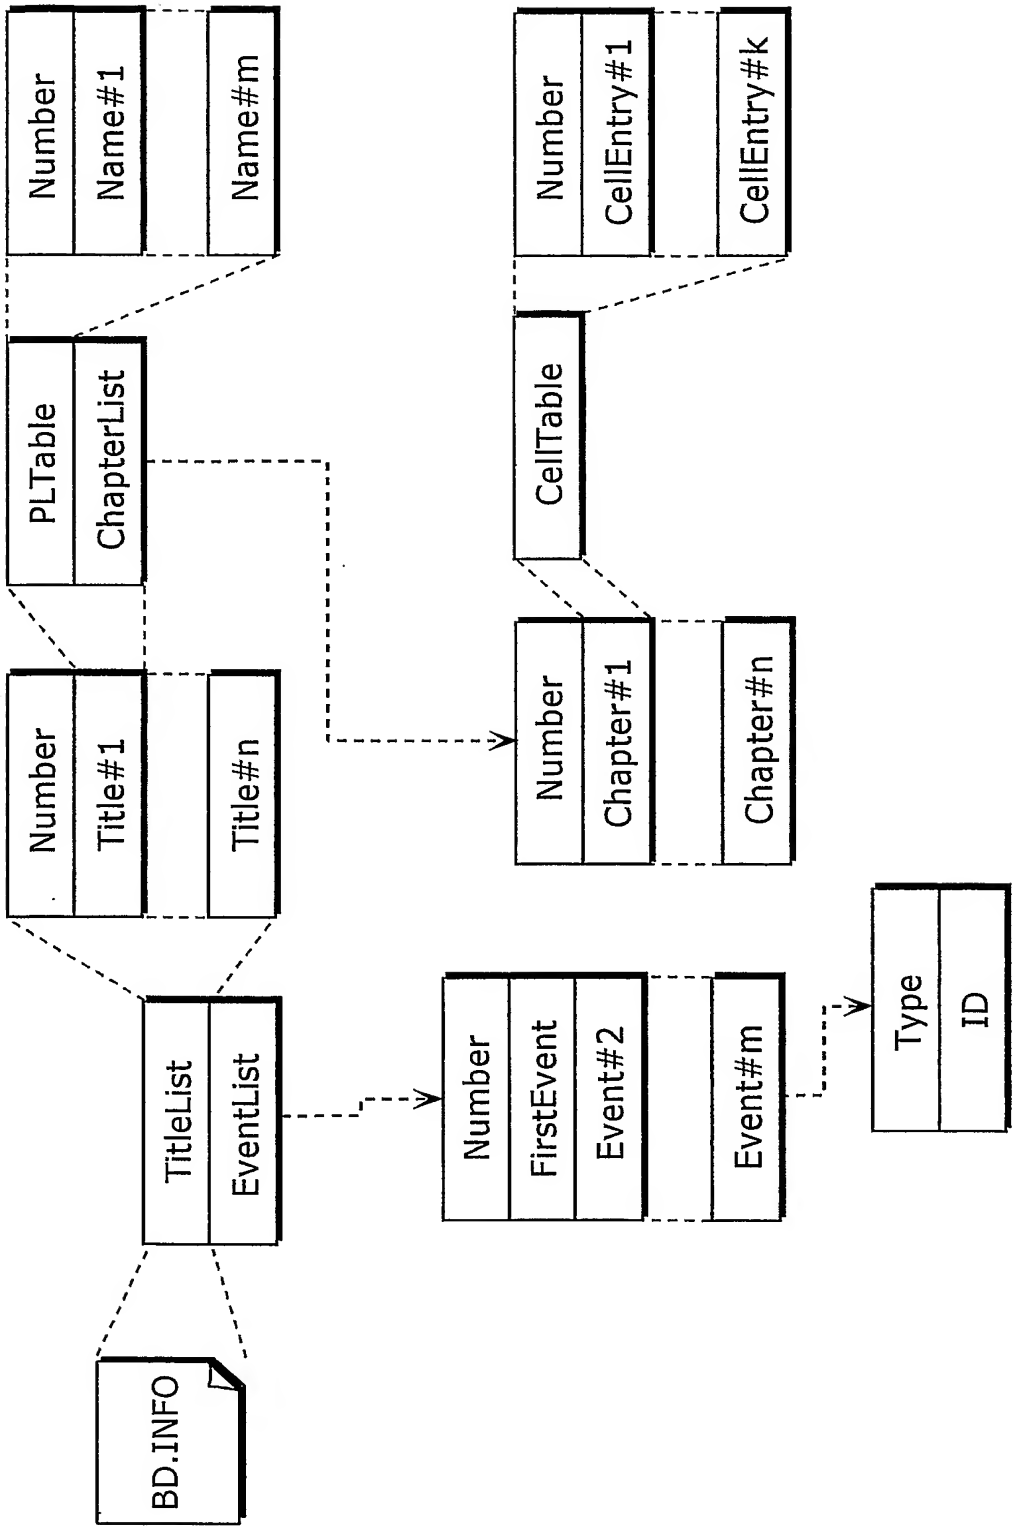 BD.INFO
TitleList
EventList
Number
Title#1
Title#n
PLTable
ChapterList
Number
Name#1
Name#m
Number
FirstEvent
Event#2
Event#m
Type
ID
Number
Chapter#1
Chapter#n
CellTable
Number
CellEntry#1
CellEntry#k